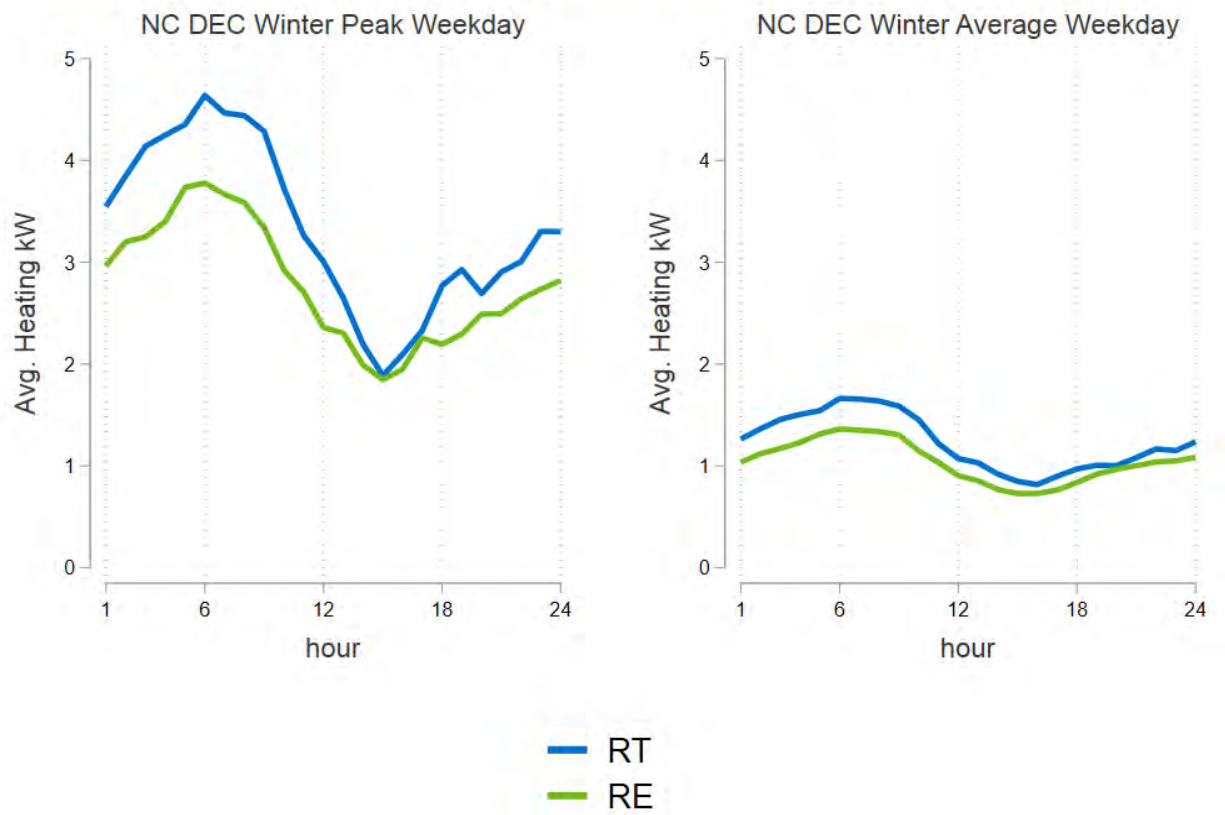 NC DEC Winter Peak Weekday
5
4
3
2
1
0
Avg. Heating kW
1 6 12 18 24
hour
NC DEC Winter Average Weekday
5
4
3
2
1
0
Avg. Heating kW
1 6 12 18 24
hour
RT
RE